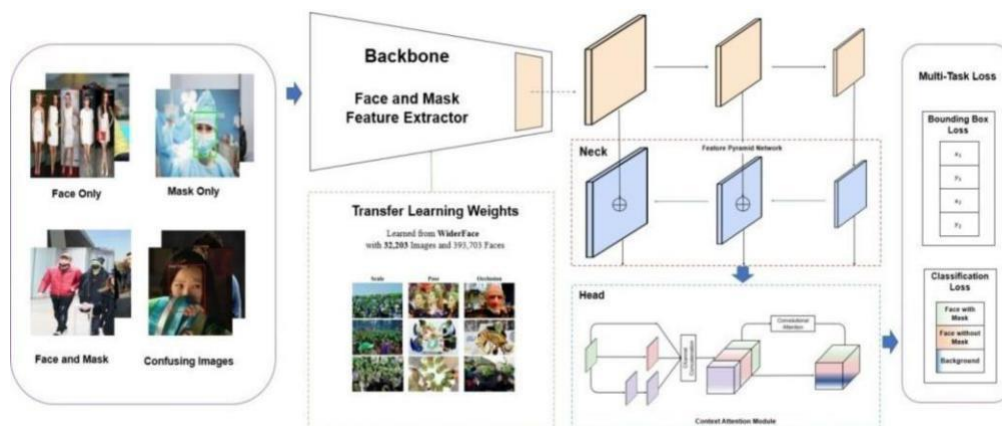 Face Only
Mask Only
Face and Mask
Confusing Images
Backbone
Face and Mask
Feature Extractor
Transfer Learning Weights
Learned from WiderFace
with 32,203 Images and 393,703 Faces
Scale
Pose
Occlusion
Neck
Feature Pyramid Network
Head
Channel
Concatenation
Convolutional
Attention
Context Attention Module
Multi-Task Loss
Bounding Box
Loss
x₁
y₁
x₂
y₂
Classification
Loss
Face with
Mask
Face without
Mask
Background